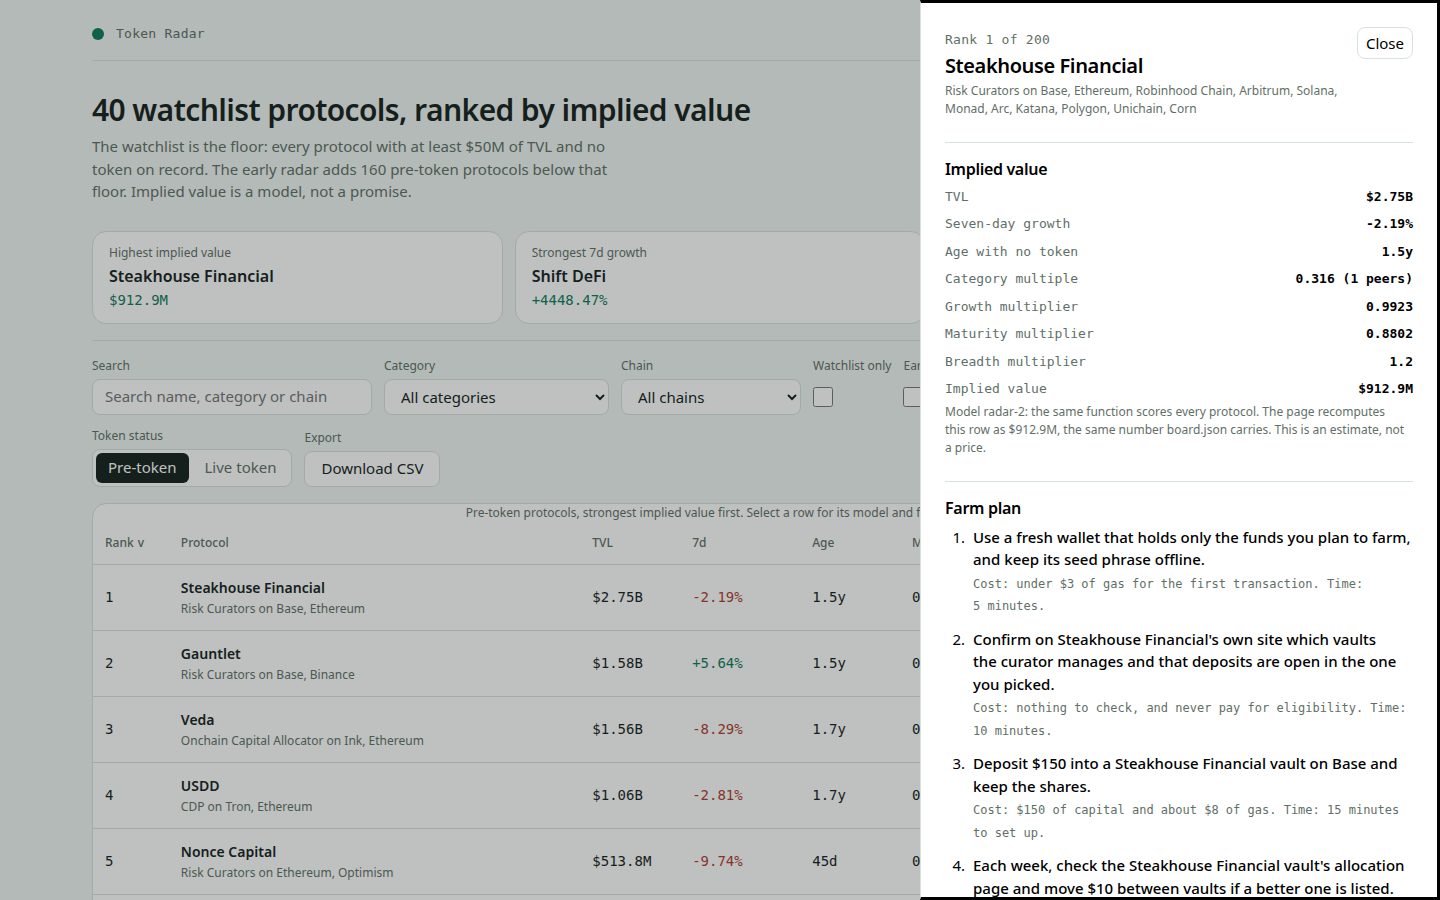 Token Radar
40 watchlist protocols, ranked by implied value
The watchlist is the floor: every protocol with at least $50M of TVL and no
token on record. The early radar adds 160 pre-token protocols below that
floor. Implied value is a model, not a promise.
Highest implied value
Steakhouse Financial
$912.9M
Strongest 7d growth
Shift DeFi
+4448.47%
Search
Category
Chain
Watchlist only
Search name, category or chain
All categories
All chains
Token status
Export
Pre-token
Live token
Download CSV
Pre-token protocols, strongest implied value first. Select a row for its model and
Rank v
Protocol
TVL
7d
Age
1
Steakhouse Financial
Risk Curators on Base, Ethereum
$2.75B
-2.19%
1.5y
2
Gauntlet
Risk Curators on Base, Binance
$1.58B
+5.64%
1.5y
3
Veda
Onchain Capital Allocator on Ink, Ethereum
$1.56B
-8.29%
1.7y
4
USDD
CDP on Tron, Ethereum
$1.06B
-2.81%
1.7y
5
Nonce Capital
Risk Curators on Ethereum, Optimism
$513.8M
-9.74%
45d
Rank 1 of 200
Close
Steakhouse Financial
Risk Curators on Base, Ethereum, Robinhood Chain, Arbitrum, Solana,
Monad, Arc, Katana, Polygon, Unichain, Corn
Implied value
TVL
$2.75B
Seven-day growth
-2.19%
Age with no token
1.5y
Category multiple
0.316 (1 peers)
Growth multiplier
0.9923
Maturity multiplier
0.8802
Breadth multiplier
1.2
Implied value
$912.9M
Model radar-2: the same function scores every protocol. The page recomputes
this row as $912.9M, the same number board.json carries. This is an estimate, not
a price.
Farm plan
1. Use a fresh wallet that holds only the funds you plan to farm,
and keep its seed phrase offline.
Cost: under $3 of gas for the first transaction. Time:
5 minutes.
2. Confirm on Steakhouse Financial's own site which vaults
the curator manages and that deposits are open in the one
you picked.
Cost: nothing to check, and never pay for eligibility. Time:
10 minutes.
3. Deposit $150 into a Steakhouse Financial vault on Base and
keep the shares.
Cost: $150 of capital and about $8 of gas. Time: 15 minutes
to set up.
4. Each week, check the Steakhouse Financial vault's allocation
page and move $10 between vaults if a better one is listed.